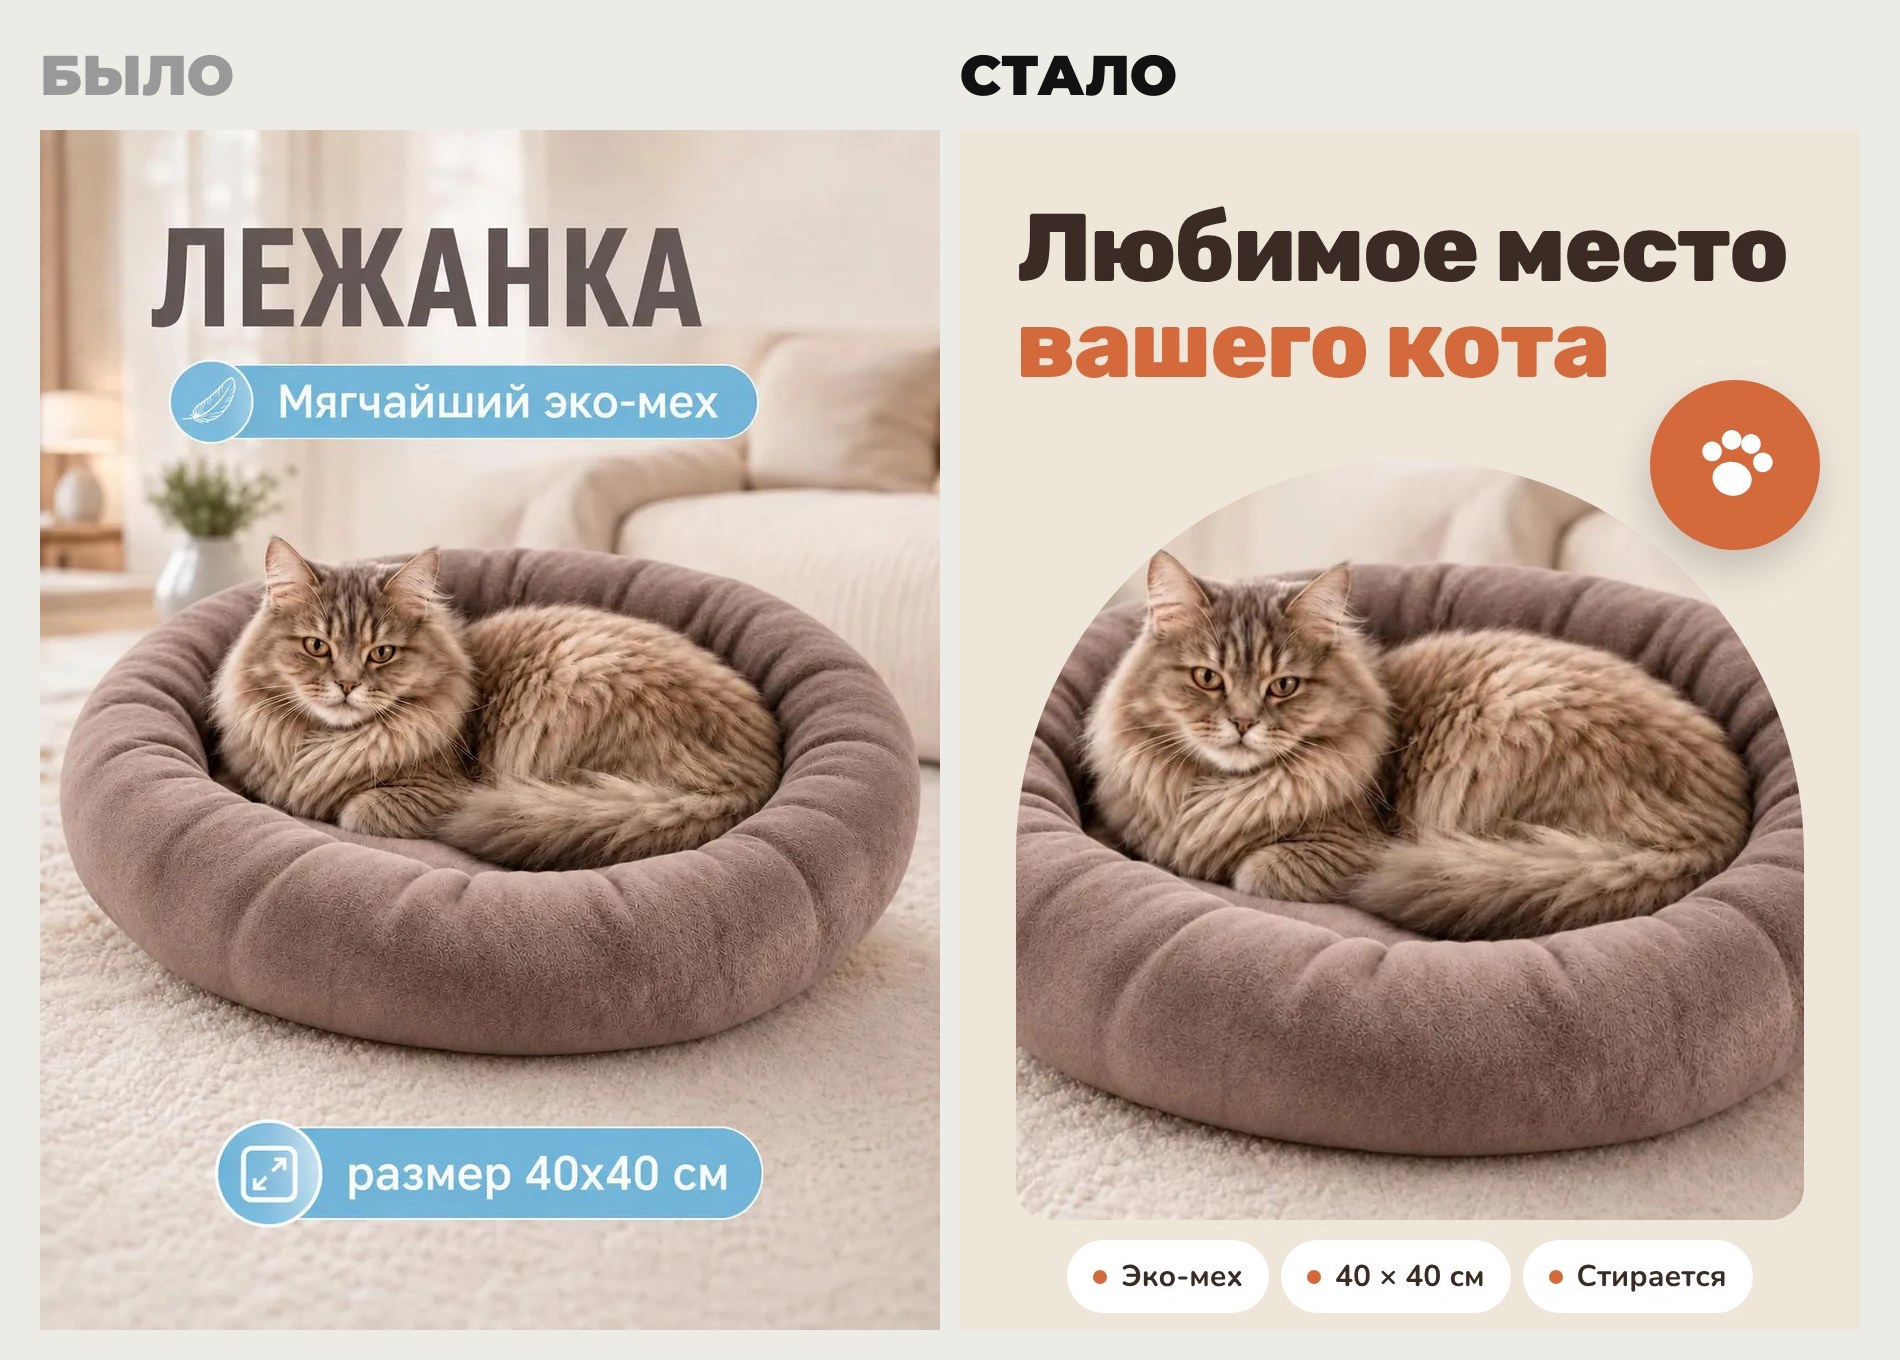 БЫЛО
ЛЕЖАНКА
Мягчайший эко-мех
размер 40х40 см
СТАЛО
Любимое место
вашего кота
Эко-мех
40 × 40 см
Стирается